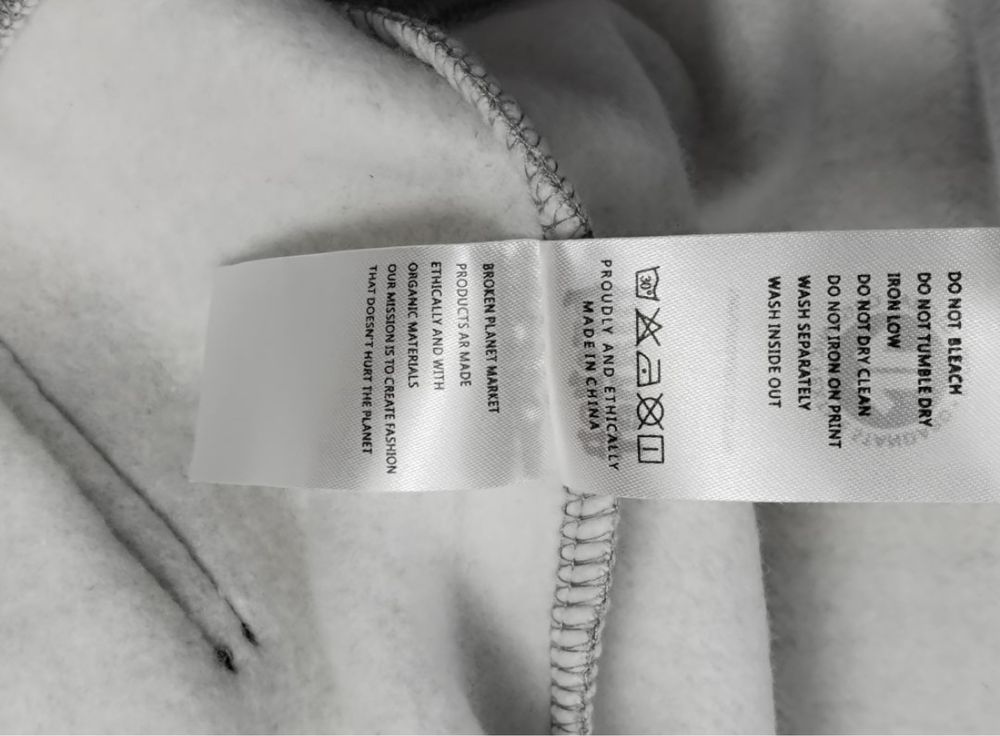 DO NOT BLEACH
DO NOT TUMBLE DRY
IRON LOW
DO NOT DRY CLEAN
DO NOT IRON ON PRINT
WASH SEPARATELY
WASH INSIDE OUT
30°
PROUDLY AND ETHICALLY
MADE IN CHINA
BROKEN PLANET MARKET
PRODUCTS AR MADE
ETHICALLY AND WITH
ORGANIC MATERIALS
OUR MISSION IS TO CREATE FASHION
THAT DOESN'T HURT THE PLANET